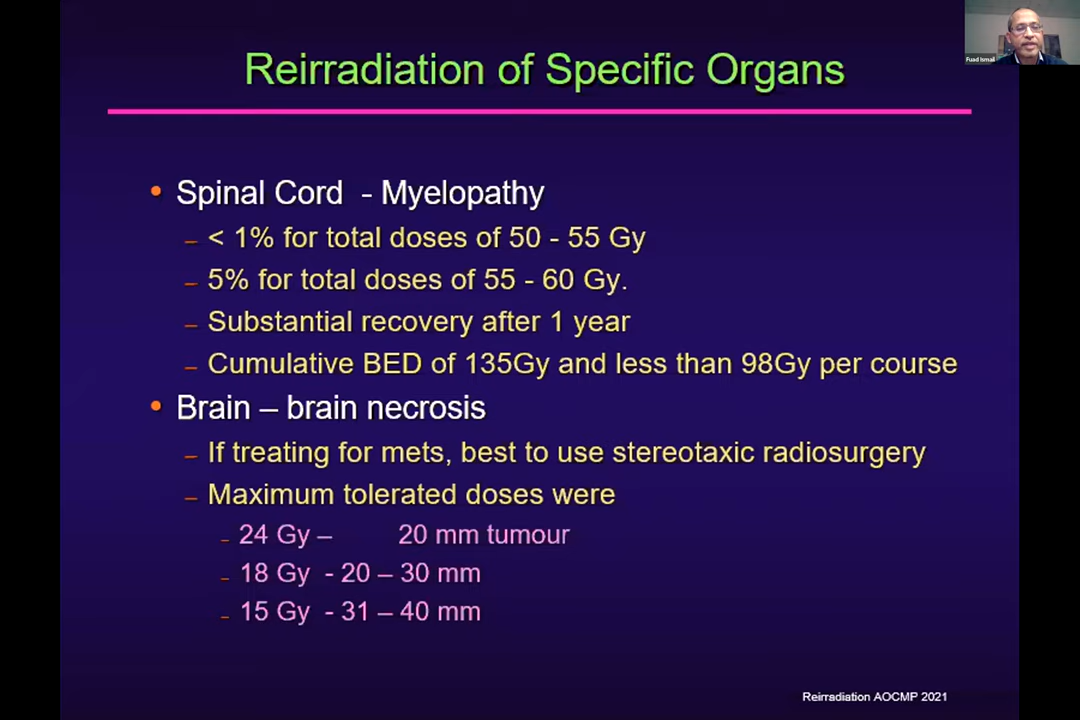 Fuad Ismail
Reirradiation of Specific Organs
• Spinal Cord - Myelopathy
– < 1% for total doses of 50 - 55 Gy
– 5% for total doses of 55 - 60 Gy.
– Substantial recovery after 1 year
– Cumulative BED of 135Gy and less than 98Gy per course
• Brain – brain necrosis
– If treating for mets, best to use stereotaxic radiosurgery
– Maximum tolerated doses were
– 24 Gy – 20 mm tumour
– 18 Gy - 20 – 30 mm
– 15 Gy - 31 – 40 mm
Reirradiation AOCMP 2021